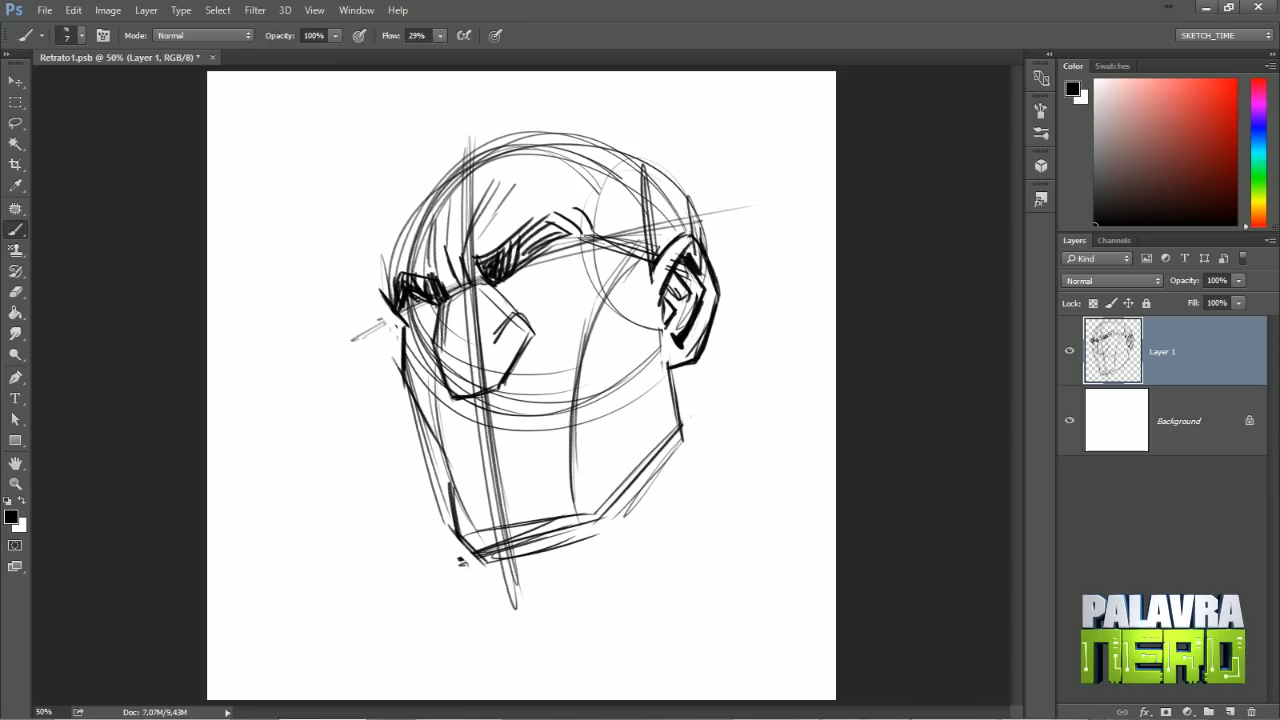 Ps File Edit Image Layer Type Select Filter 3D View Window Help
7 Mode: Normal Opacity: 100% Flow: 29% SKETCH_TIME
Retrato1.psb @ 50% (Layer 1, RGB/8) * ×
Color Swatches
Layers Channels
Kind
Normal Opacity: 100%
Lock: Fill: 100%
Layer 1
Background
PALAVRA
NERD
50% Doc: 7,07M/9,43M